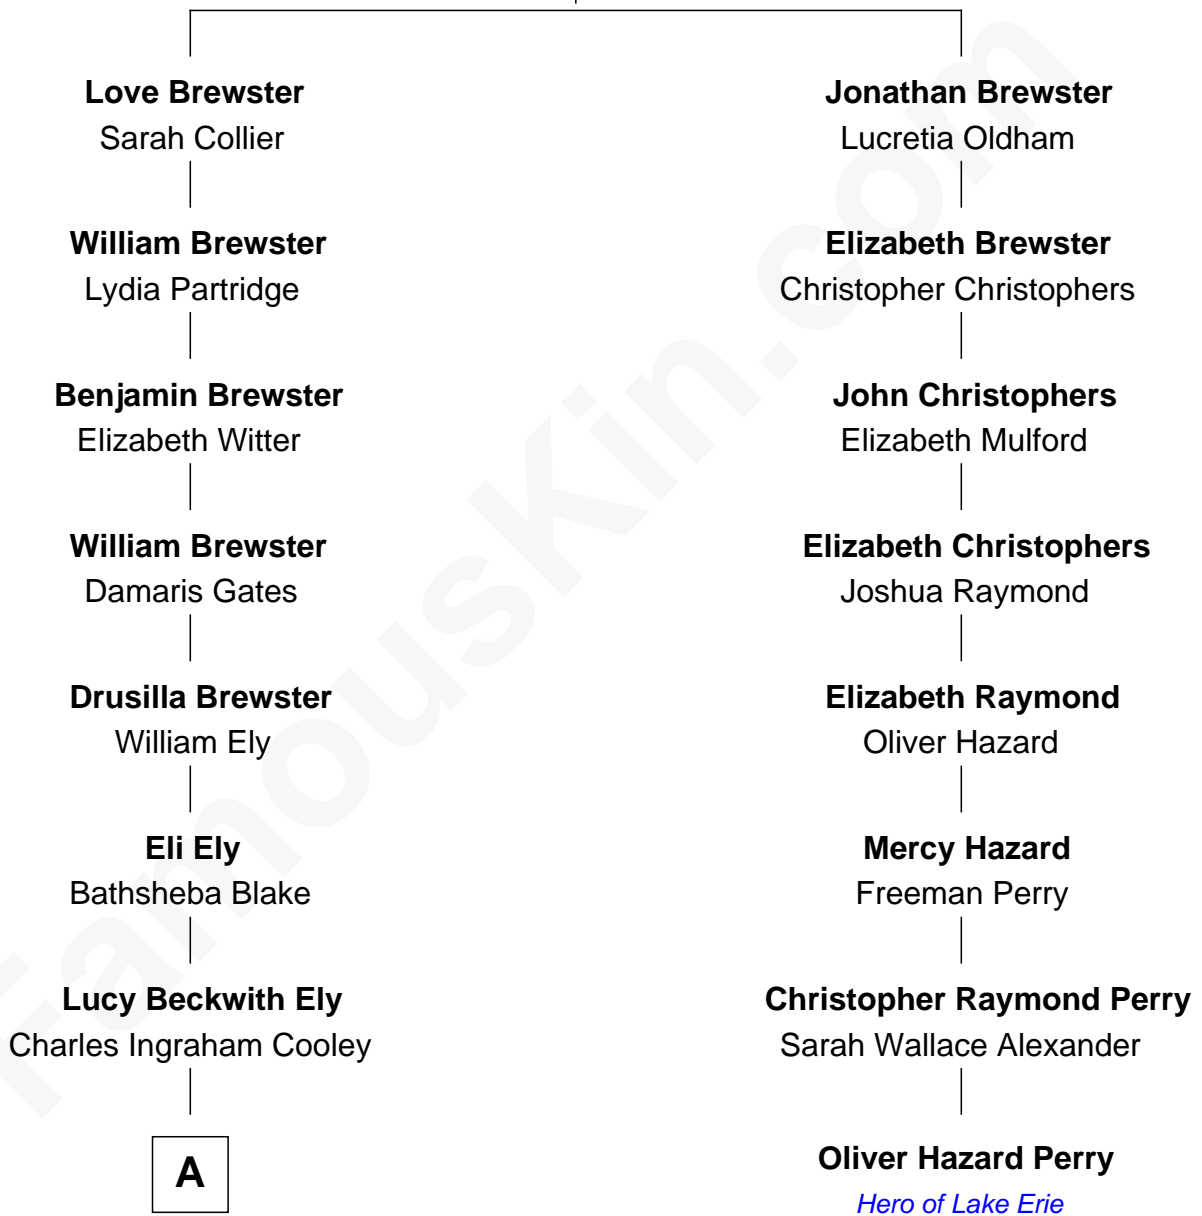 Love Brewster
Sarah Collier
Jonathan Brewster
Lucretia Oldham
William Brewster
Lydia Partridge
Elizabeth Brewster
Christopher Christophers
Benjamin Brewster
Elizabeth Witter
John Christophers
Elizabeth Mulford
William Brewster
Damaris Gates
Elizabeth Christophers
Joshua Raymond
Drusilla Brewster
William Ely
Elizabeth Raymond
Oliver Hazard
Eli Ely
Bathsheba Blake
Mercy Hazard
Freeman Perry
Lucy Beckwith Ely
Charles Ingraham Cooley
Christopher Raymond Perry
Sarah Wallace Alexander
A
Oliver Hazard Perry
Hero of Lake Erie
FamousKin.com